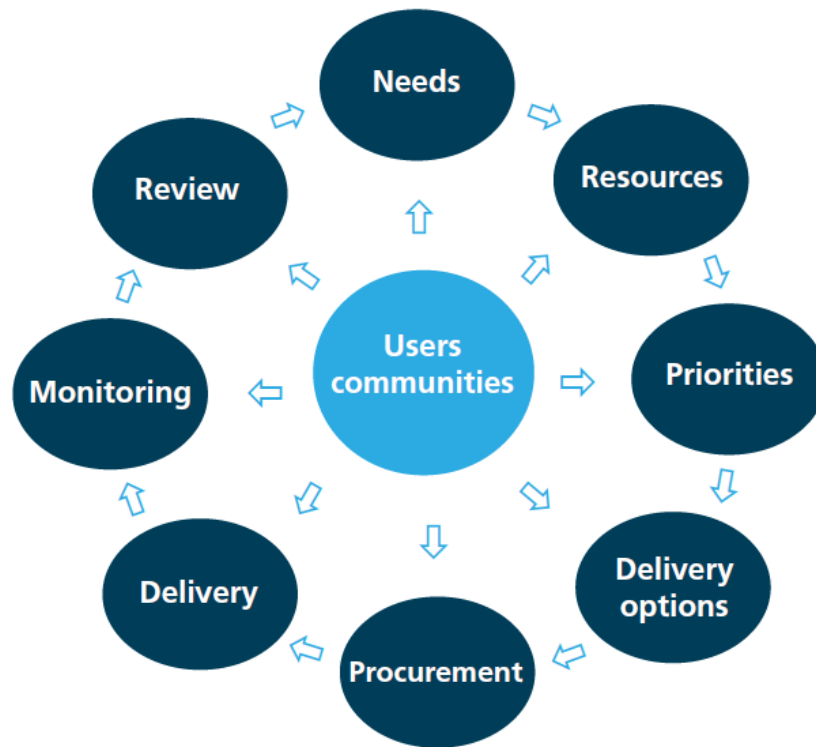 Needs
Resources
Priorities
Delivery
options
Procurement
Delivery
Monitoring
Review
Users
communities